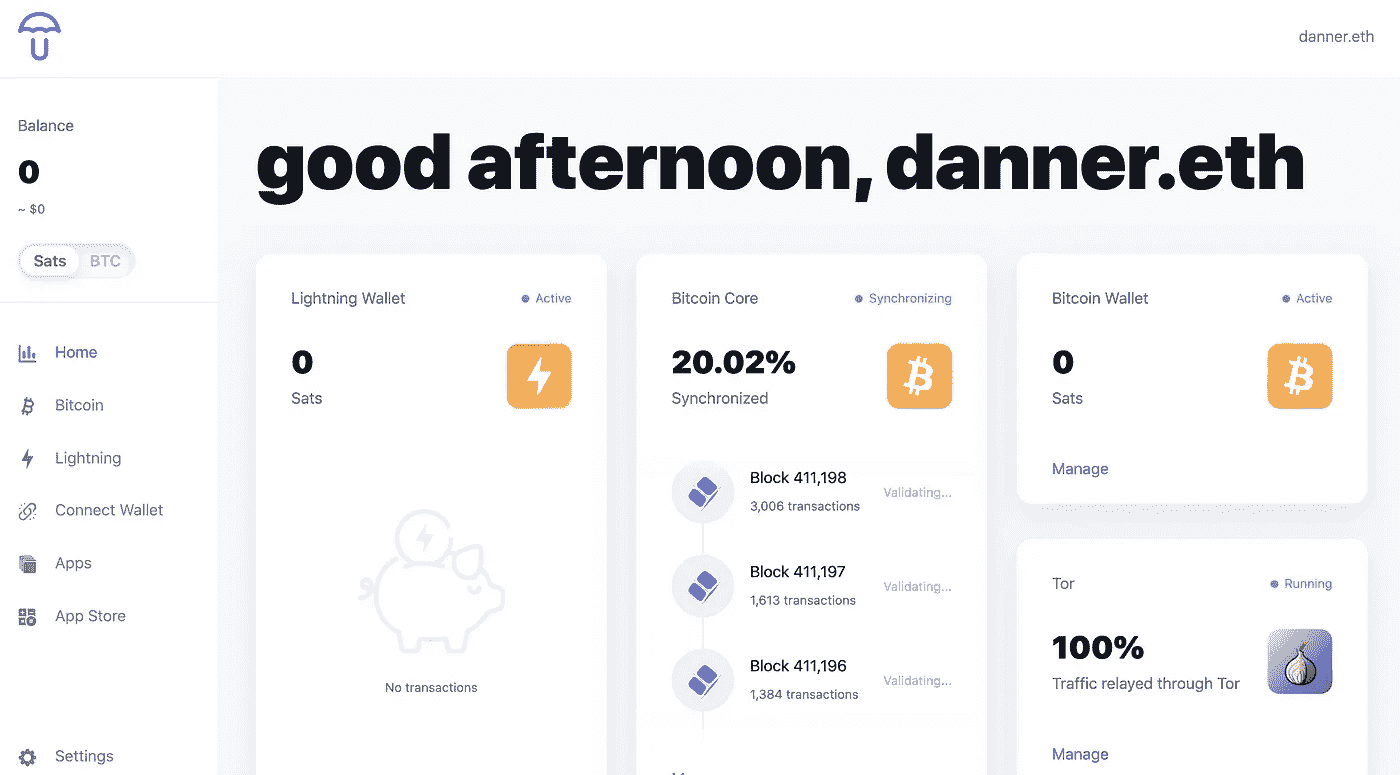 danner.eth
Balance
0
~ $0
Sats BTC
Home
Bitcoin
Lightning
Connect Wallet
Apps
App Store
Settings
good afternoon, danner.eth
Lightning Wallet
Active
0
Sats
No transactions
Bitcoin Core
Synchronizing
20.02%
Synchronized
Block 411,198
3,006 transactions
Validating...
Block 411,197
1,613 transactions
Validating...
Block 411,196
1,384 transactions
Validating...
Bitcoin Wallet
Active
0
Sats
Manage
Tor
Running
100%
Traffic relayed through Tor
Manage